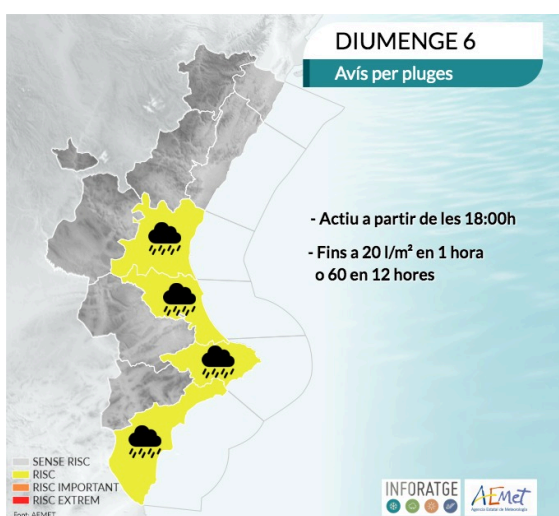 DIUMENGE 6
Avís per pluges
- Actiu a partir de les 18:00h
- Fins a 20 l/m² en 1 hora
o 60 en 12 hores
SENSE RISC
RISC
RISC IMPORTANT
RISC EXTREM
Font: AEMET
INFORATGE
AEmet
Agencia Estatal de Meteorología